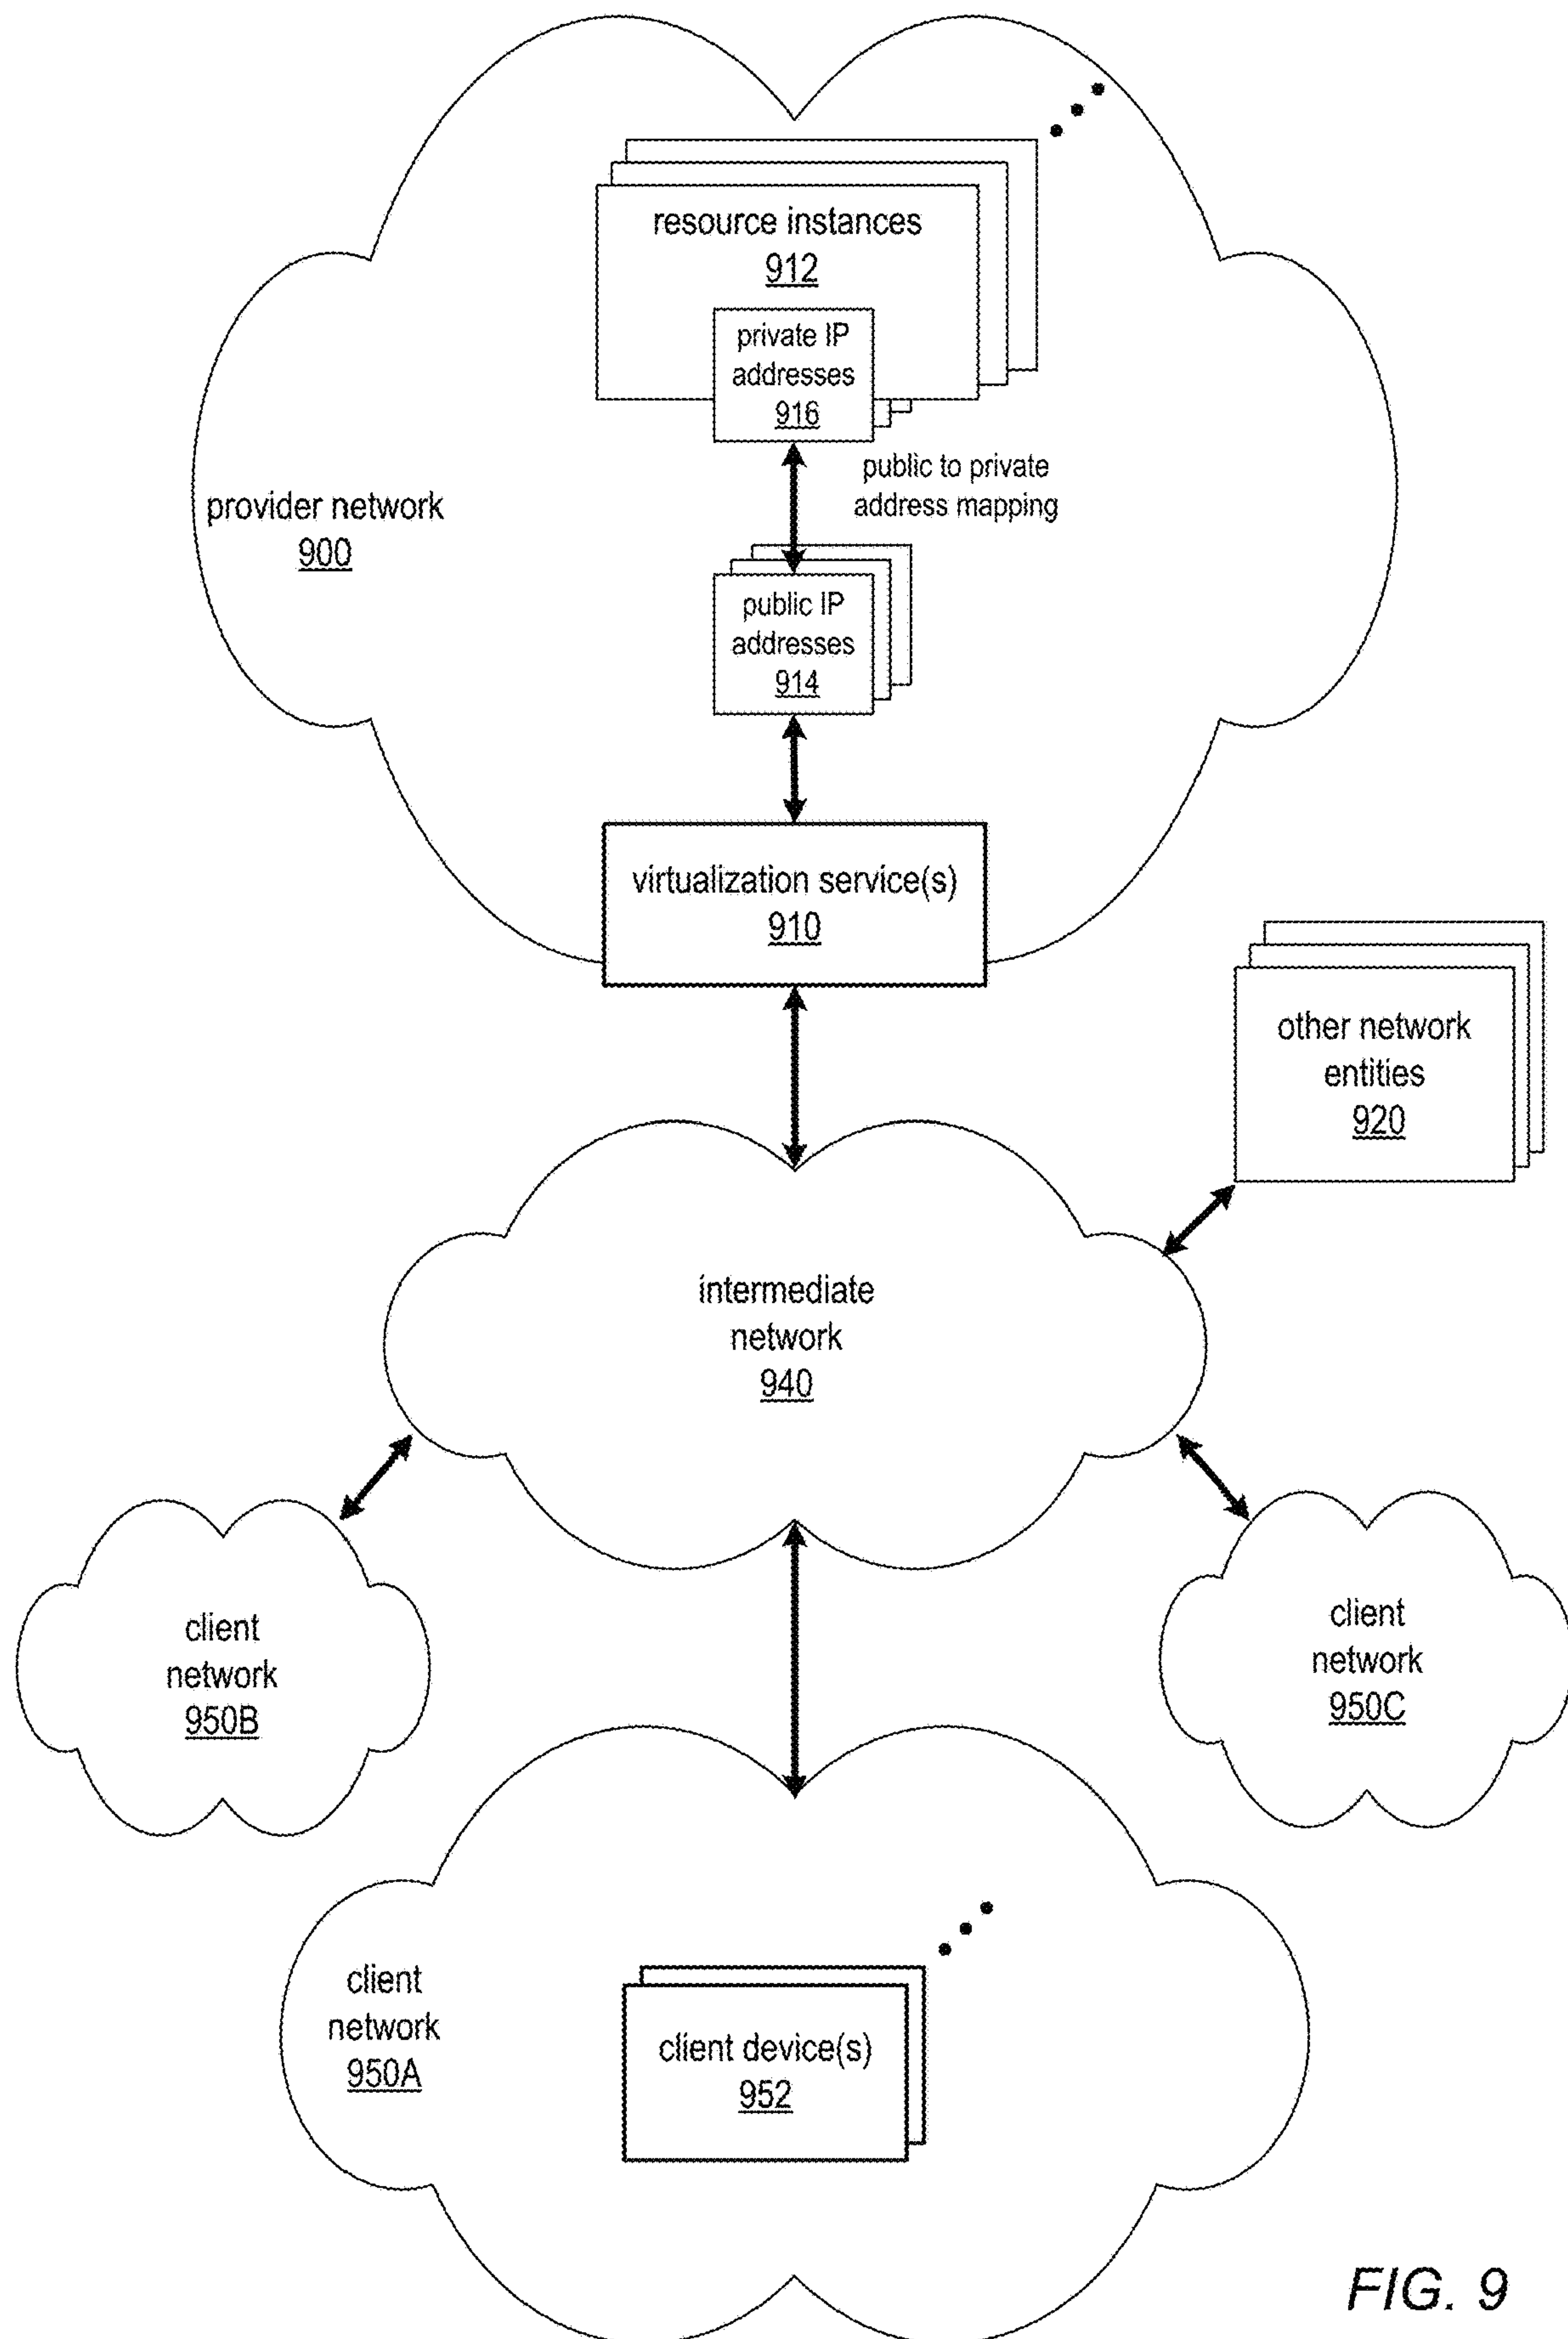 resource instances
912
private IP
addresses
916
public to private
address mapping
provider network
900
public IP
addresses
914
virtualization service(s)
910
other network
entities
920
intermediate
network
940
client
network
950B
client
network
950C
client
network
950A
client device(s)
952
FIG. 9